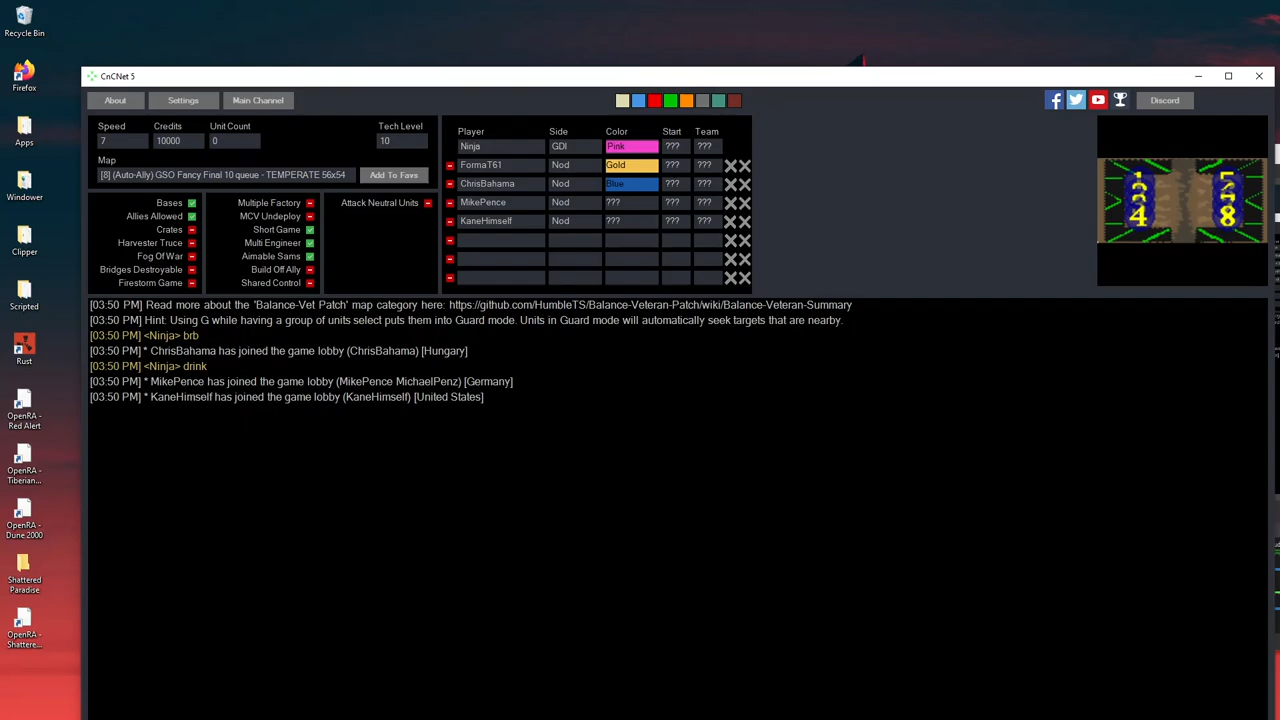 Recycle Bin
Firefox
Apps
Windower
Clipper
Scripted
Rust
OpenRA -
Red Alert
OpenRA -
Tiberian...
OpenRA -
Dune 2000
Shattered
Paradise
OpenRA -
Shattere...
CnCNet 5
About Settings Main Channel Discord
Speed Credits Unit Count Tech Level
7 10000 0 10
Map
[8] (Auto-Ally) GSO Fancy Final 10 queue - TEMPERATE 56x54 Add To Favs
Bases Multiple Factory Attack Neutral Units
Allies Allowed MCV Undeploy
Crates Short Game
Harvester Truce Multi Engineer
Fog Of War Aimable Sams
Bridges Destroyable Build Off Ally
Firestorm Game Shared Control
Player Side Color Start Team
Ninja GDI Pink ??? ???
FormaT61 Nod Gold ??? ???
ChrisBahama Nod Blue ??? ???
MikePence Nod ??? ??? ???
KaneHimself Nod ??? ??? ???
[03:50 PM] Read more about the 'Balance-Vet Patch' map category here: https://github.com/HumbleTS/Balance-Veteran-Patch/wiki/Balance-Veteran-Summary
[03:50 PM] Hint: Using G while having a group of units select puts them into Guard mode. Units in Guard mode will automatically seek targets that are nearby.
[03:50 PM] <Ninja> brb
[03:50 PM] * ChrisBahama has joined the game lobby (ChrisBahama) [Hungary]
[03:50 PM] <Ninja> drink
[03:50 PM] * MikePence has joined the game lobby (MikePence MichaelPenz) [Germany]
[03:50 PM] * KaneHimself has joined the game lobby (KaneHimself) [United States]